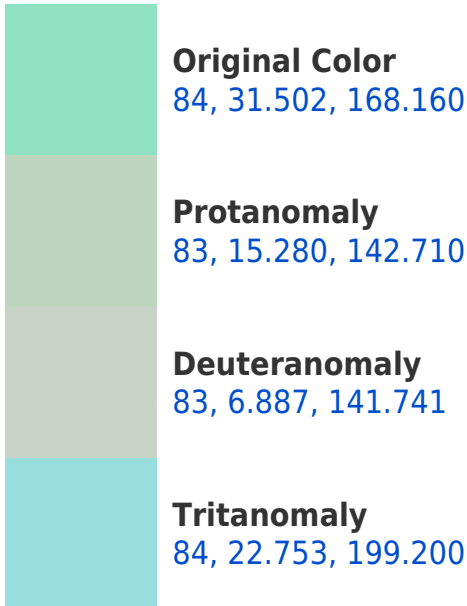 Original Color
84, 31.502, 168.160
Protanomaly
83, 15.280, 142.710
Deuteranomaly
83, 6.887, 141.741
Tritanomaly
84, 22.753, 199.200